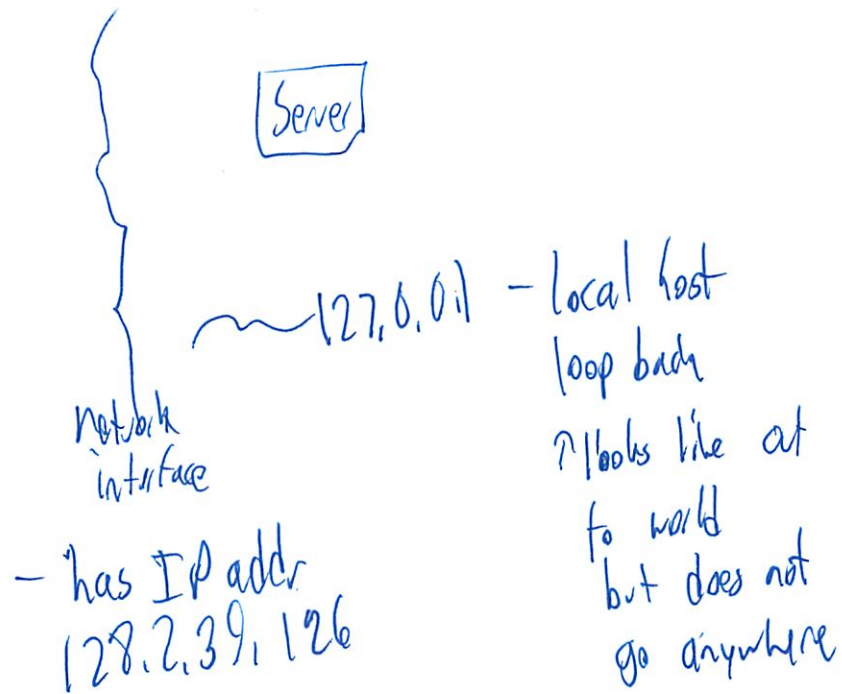 Server
127.0.0.1 - local host
loop back
↑ looks like out
to world
but does not
go anywhere
network
interface
- has IP addr
128.2.39.126